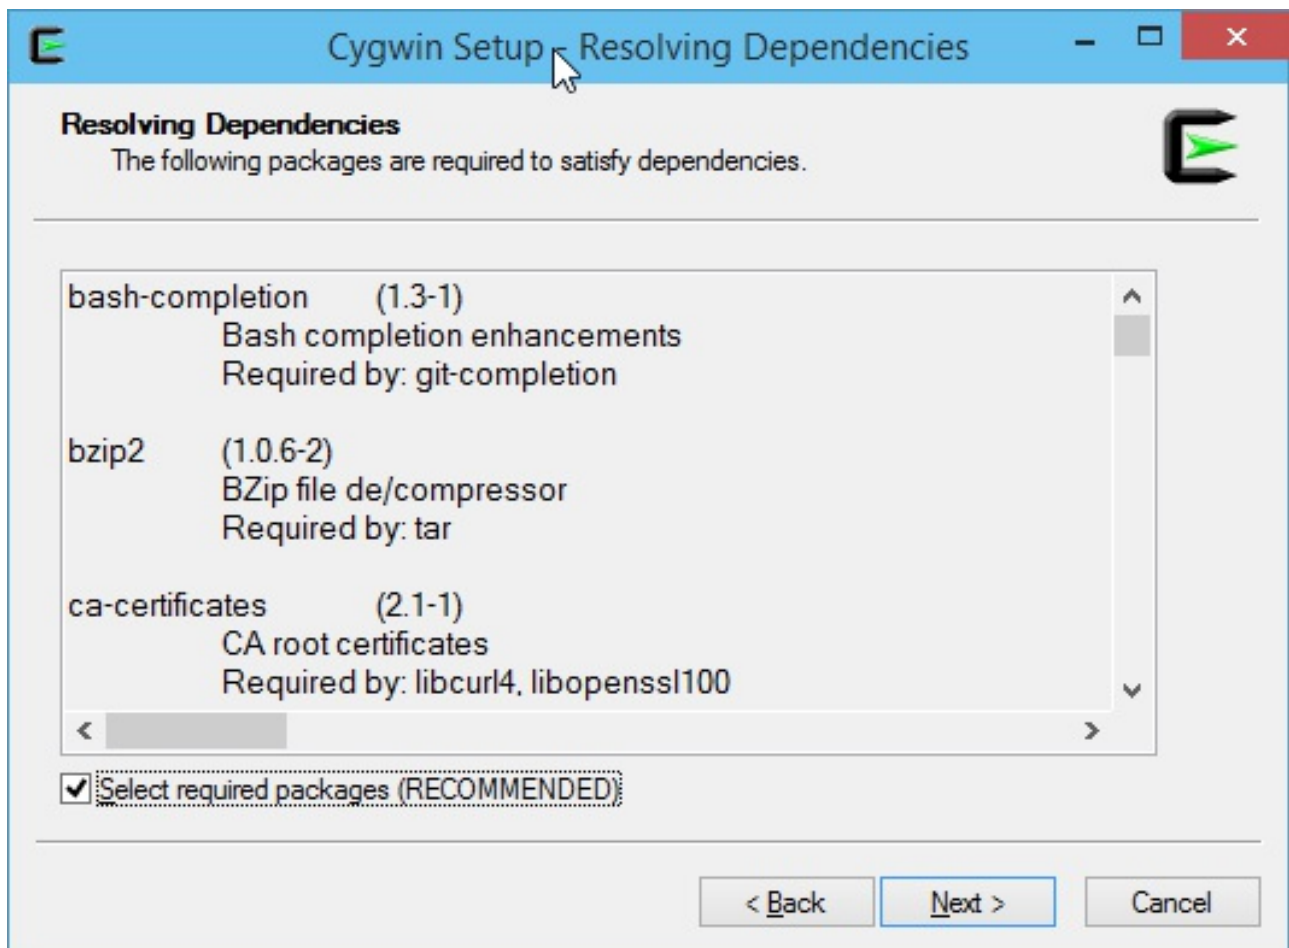 Cygwin Setup - Resolving Dependencies
Resolving Dependencies
The following packages are required to satisfy dependencies.
bash-completion (1.3-1)
Bash completion enhancements
Required by: git-completion
bzip2 (1.0.6-2)
BZip file de/compressor
Required by: tar
ca-certificates (2.1-1)
CA root certificates
Required by: libcurl4, libopenssl100
Select required packages (RECOMMENDED)
< Back Next > Cancel